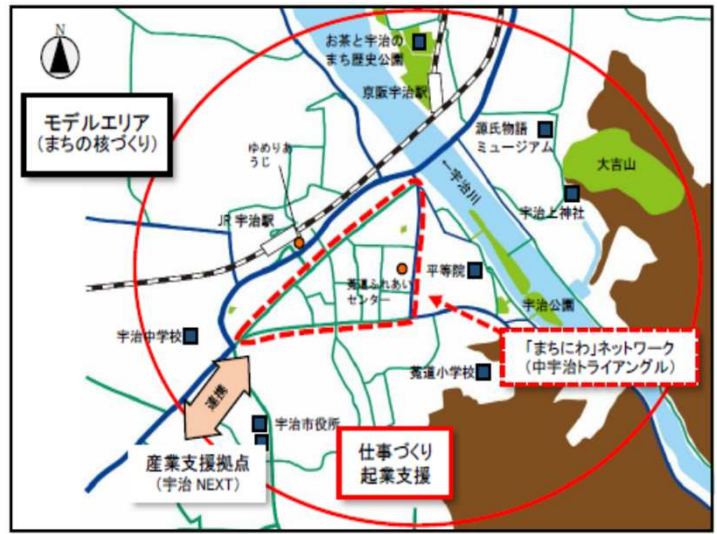 N
お茶と宇治の
まち歴史公園
京阪宇治駅
モデルエリア
(まちの核づくり)
源氏物語
ミュージアム
ゆめりあ
うじ
大吉山
←宇治川
宇治上神社
JR 宇治駅
平等院
菟道ふれあい
センター
宇治公園
宇治中学校
「まちにわ」ネットワーク
(中宇治トライアングル)
菟道小学校
連携
宇治市役所
仕事づくり
起業支援
産業支援拠点
(宇治 NEXT)